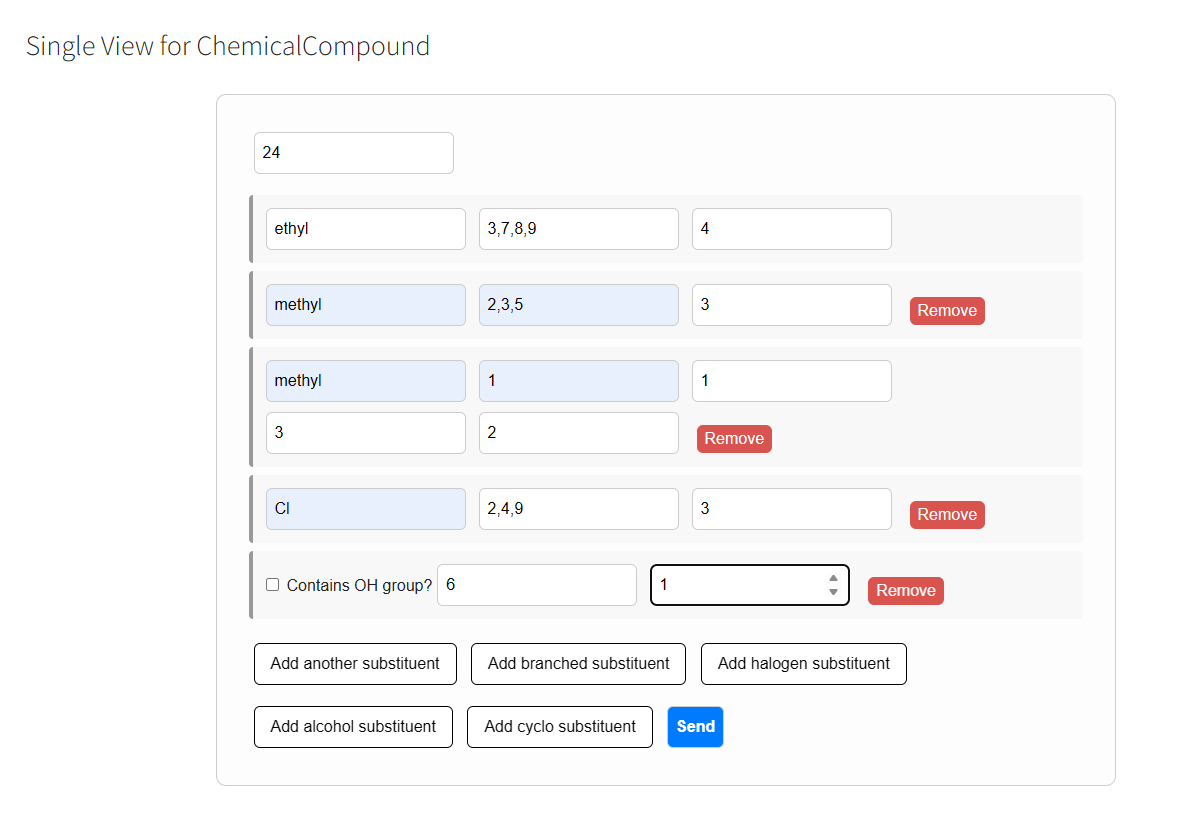 Single View for ChemicalCompound
24
ethyl 3,7,8,9 4
methyl 2,3,5 3 Remove
methyl 1 1
3 2 Remove
Cl 2,4,9 3 Remove
Contains OH group? 6 1 Remove
Add another substituent Add branched substituent Add halogen substituent
Add alcohol substituent Add cyclo substituent Send